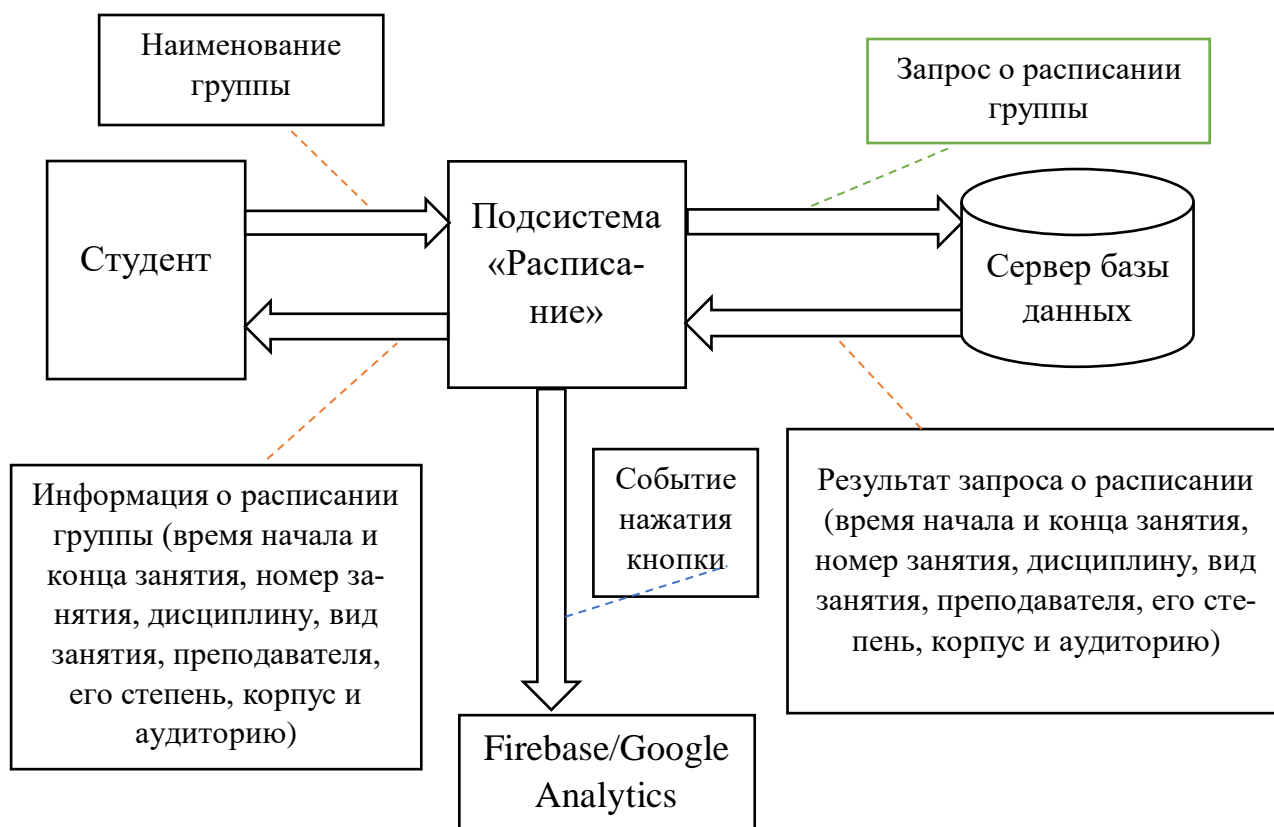 Наименование
группы
Запрос о расписании
группы
Студент
Подсистема
«Расписа-
ние»
Сервер базы
данных
Информация о расписании
группы (время начала и
конца занятия, номер за-
нятия, дисциплину, вид
занятия, преподавателя,
его степень, корпус и
аудиторию)
Событие
нажатия
кнопки
Результат запроса о расписании
(время начала и конца занятия,
номер занятия, дисциплину, вид
занятия, преподавателя, его сте-
пень, корпус и аудиторию)
Firebase/Google
Analytics